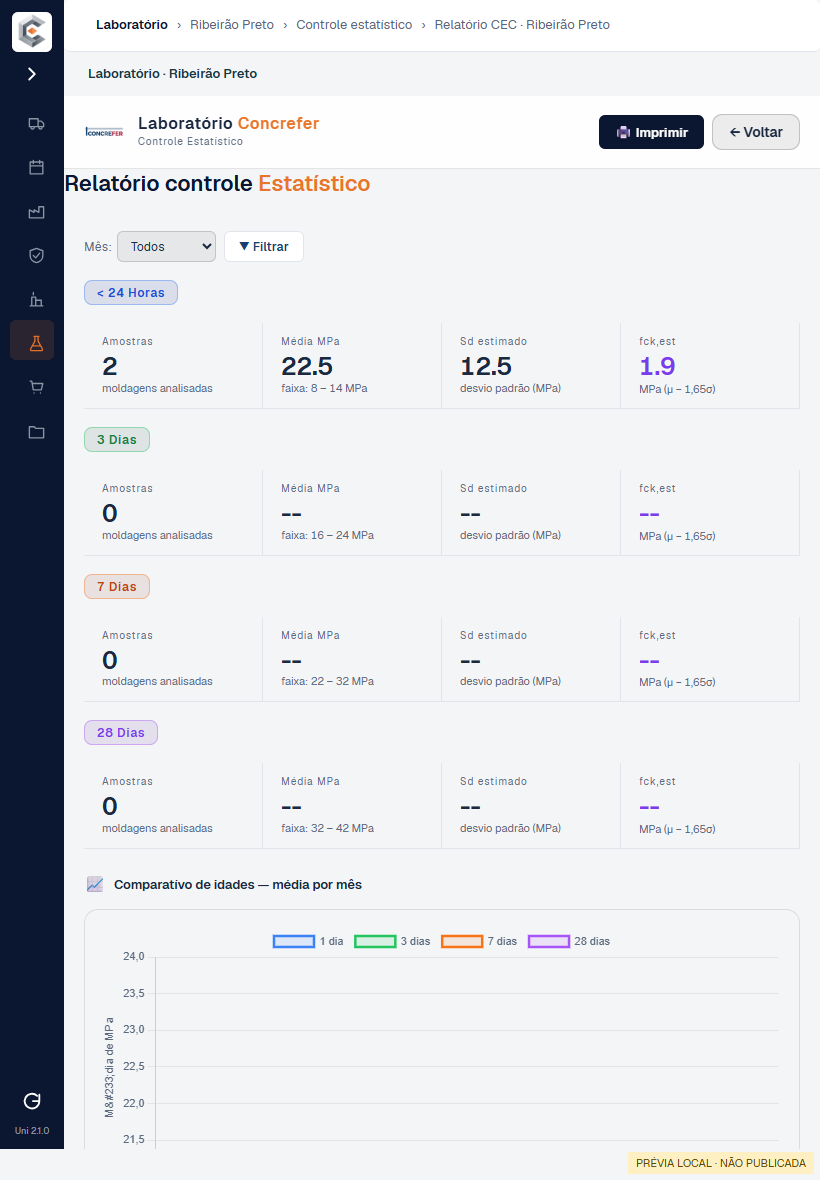 Laboratório › Ribeirão Preto › Controle estatístico › Relatório CEC · Ribeirão Preto
Laboratório · Ribeirão Preto
CONCREFER
Laboratório Concrefer
Controle Estatístico
Imprimir
← Voltar
Relatório controle Estatístico
Mês: Todos ▼ Filtrar
< 24 Horas
Amostras Média MPa Sd estimado fck,est
2 22.5 12.5 1.9
moldagens analisadas faixa: 8 – 14 MPa desvio padrão (MPa) MPa (μ − 1,65σ)
3 Dias
Amostras Média MPa Sd estimado fck,est
0 -- -- --
moldagens analisadas faixa: 16 – 24 MPa desvio padrão (MPa) MPa (μ − 1,65σ)
7 Dias
Amostras Média MPa Sd estimado fck,est
0 -- -- --
moldagens analisadas faixa: 22 – 32 MPa desvio padrão (MPa) MPa (μ − 1,65σ)
28 Dias
Amostras Média MPa Sd estimado fck,est
0 -- -- --
moldagens analisadas faixa: 32 – 42 MPa desvio padrão (MPa) MPa (μ − 1,65σ)
Comparatívo de idades — média por mês
1 dia 3 dias 7 dias 28 dias
24,0
23,5
23,0
22,5
22,0
21,5
M&#233;dia de MPa
Uni 2.1.0
PRÉVIA LOCAL · NÃO PUBLICADA